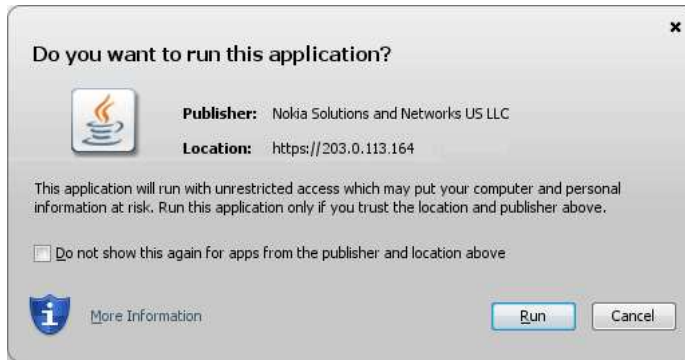 Do you want to run this application?
Publisher: Nokia Solutions and Networks US LLC
Location: https://203.0.113.164
This application will run with unrestricted access which may put your computer and personal
information at risk. Run this application only if you trust the location and publisher above.
Do not show this again for apps from the publisher and location above
More Information
Run
Cancel